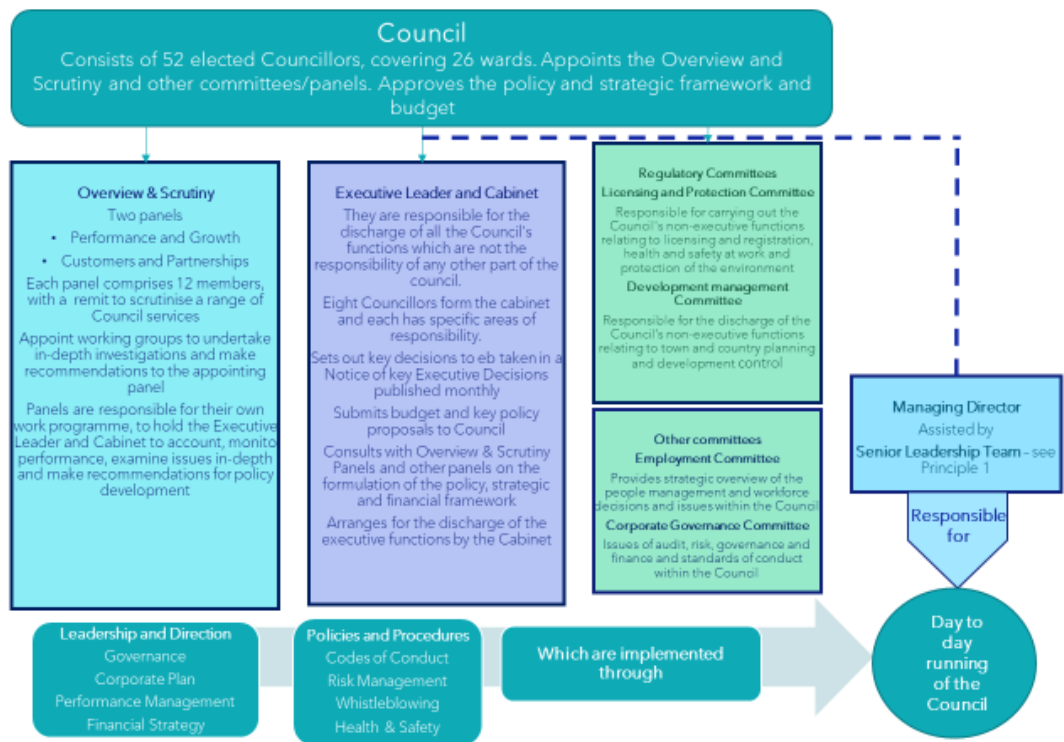 Council
Consists of 52 elected Councillors, covering 26 wards. Appoints the Overview and
Scrutiny and other committees/panels. Approves the policy and strategic framework and
budget
Overview & Scrutiny
Two panels
• Performance and Growth
• Customers and Partnerships
Each panel comprises 12 members,
with a remit to scrutinise a range of
Council services
Appoint working groups to undertake
in-depth investigations and make
recommendations to the appointing
panel
Panels are responsible for their own
work programme, to hold the Executive
Leader and Cabinet to account, monito
performance, examine issues in-depth
and make recommendations for policy
development
Executive Leader and Cabinet
They are responsible for the
discharge of all the Council's
functions which are not the
responsibility of any other part of the
council.
Eight Councillors form the cabinet
and each has specific areas of
responsibility.
Sets out key decisions to eb taken in a
Notice of key Executive Decisions
published monthly
Submits budget and key policy
proposals to Council
Consults with Overview & Scrutiny
Panels and other panels on the
formulation of the policy, strategic
and financial framework
Arranges for the discharge of the
executive functions by the Cabinet
Regulatory Committees
Licensing and Protection Committee
Responsible for carrying out the
Council's non-executive functions
relating to licensing and registration,
health and safety at work and
protection of the environment
Development management
Committee
Responsible for the discharge of the
Council's non-executive functions
relating to town and country planning
and development control
Other committees
Employment Committee
Provides strategic overview of the
people management and workforce
decisions and issues within the Council
Corporate Governance Committee
Issues of audit, risk, governance and
finance and standards of conduct
within the Council
Managing Director
Assisted by
Senior Leadership Team – see
Principle 1
Responsible
for
Day to
day
running
of the
Council
Leadership and Direction
Governance
Corporate Plan
Performance Management
Financial Strategy
Policies and Procedures
Codes of Conduct
Risk Management
Whistleblowing
Health & Safety
Which are implemented
through